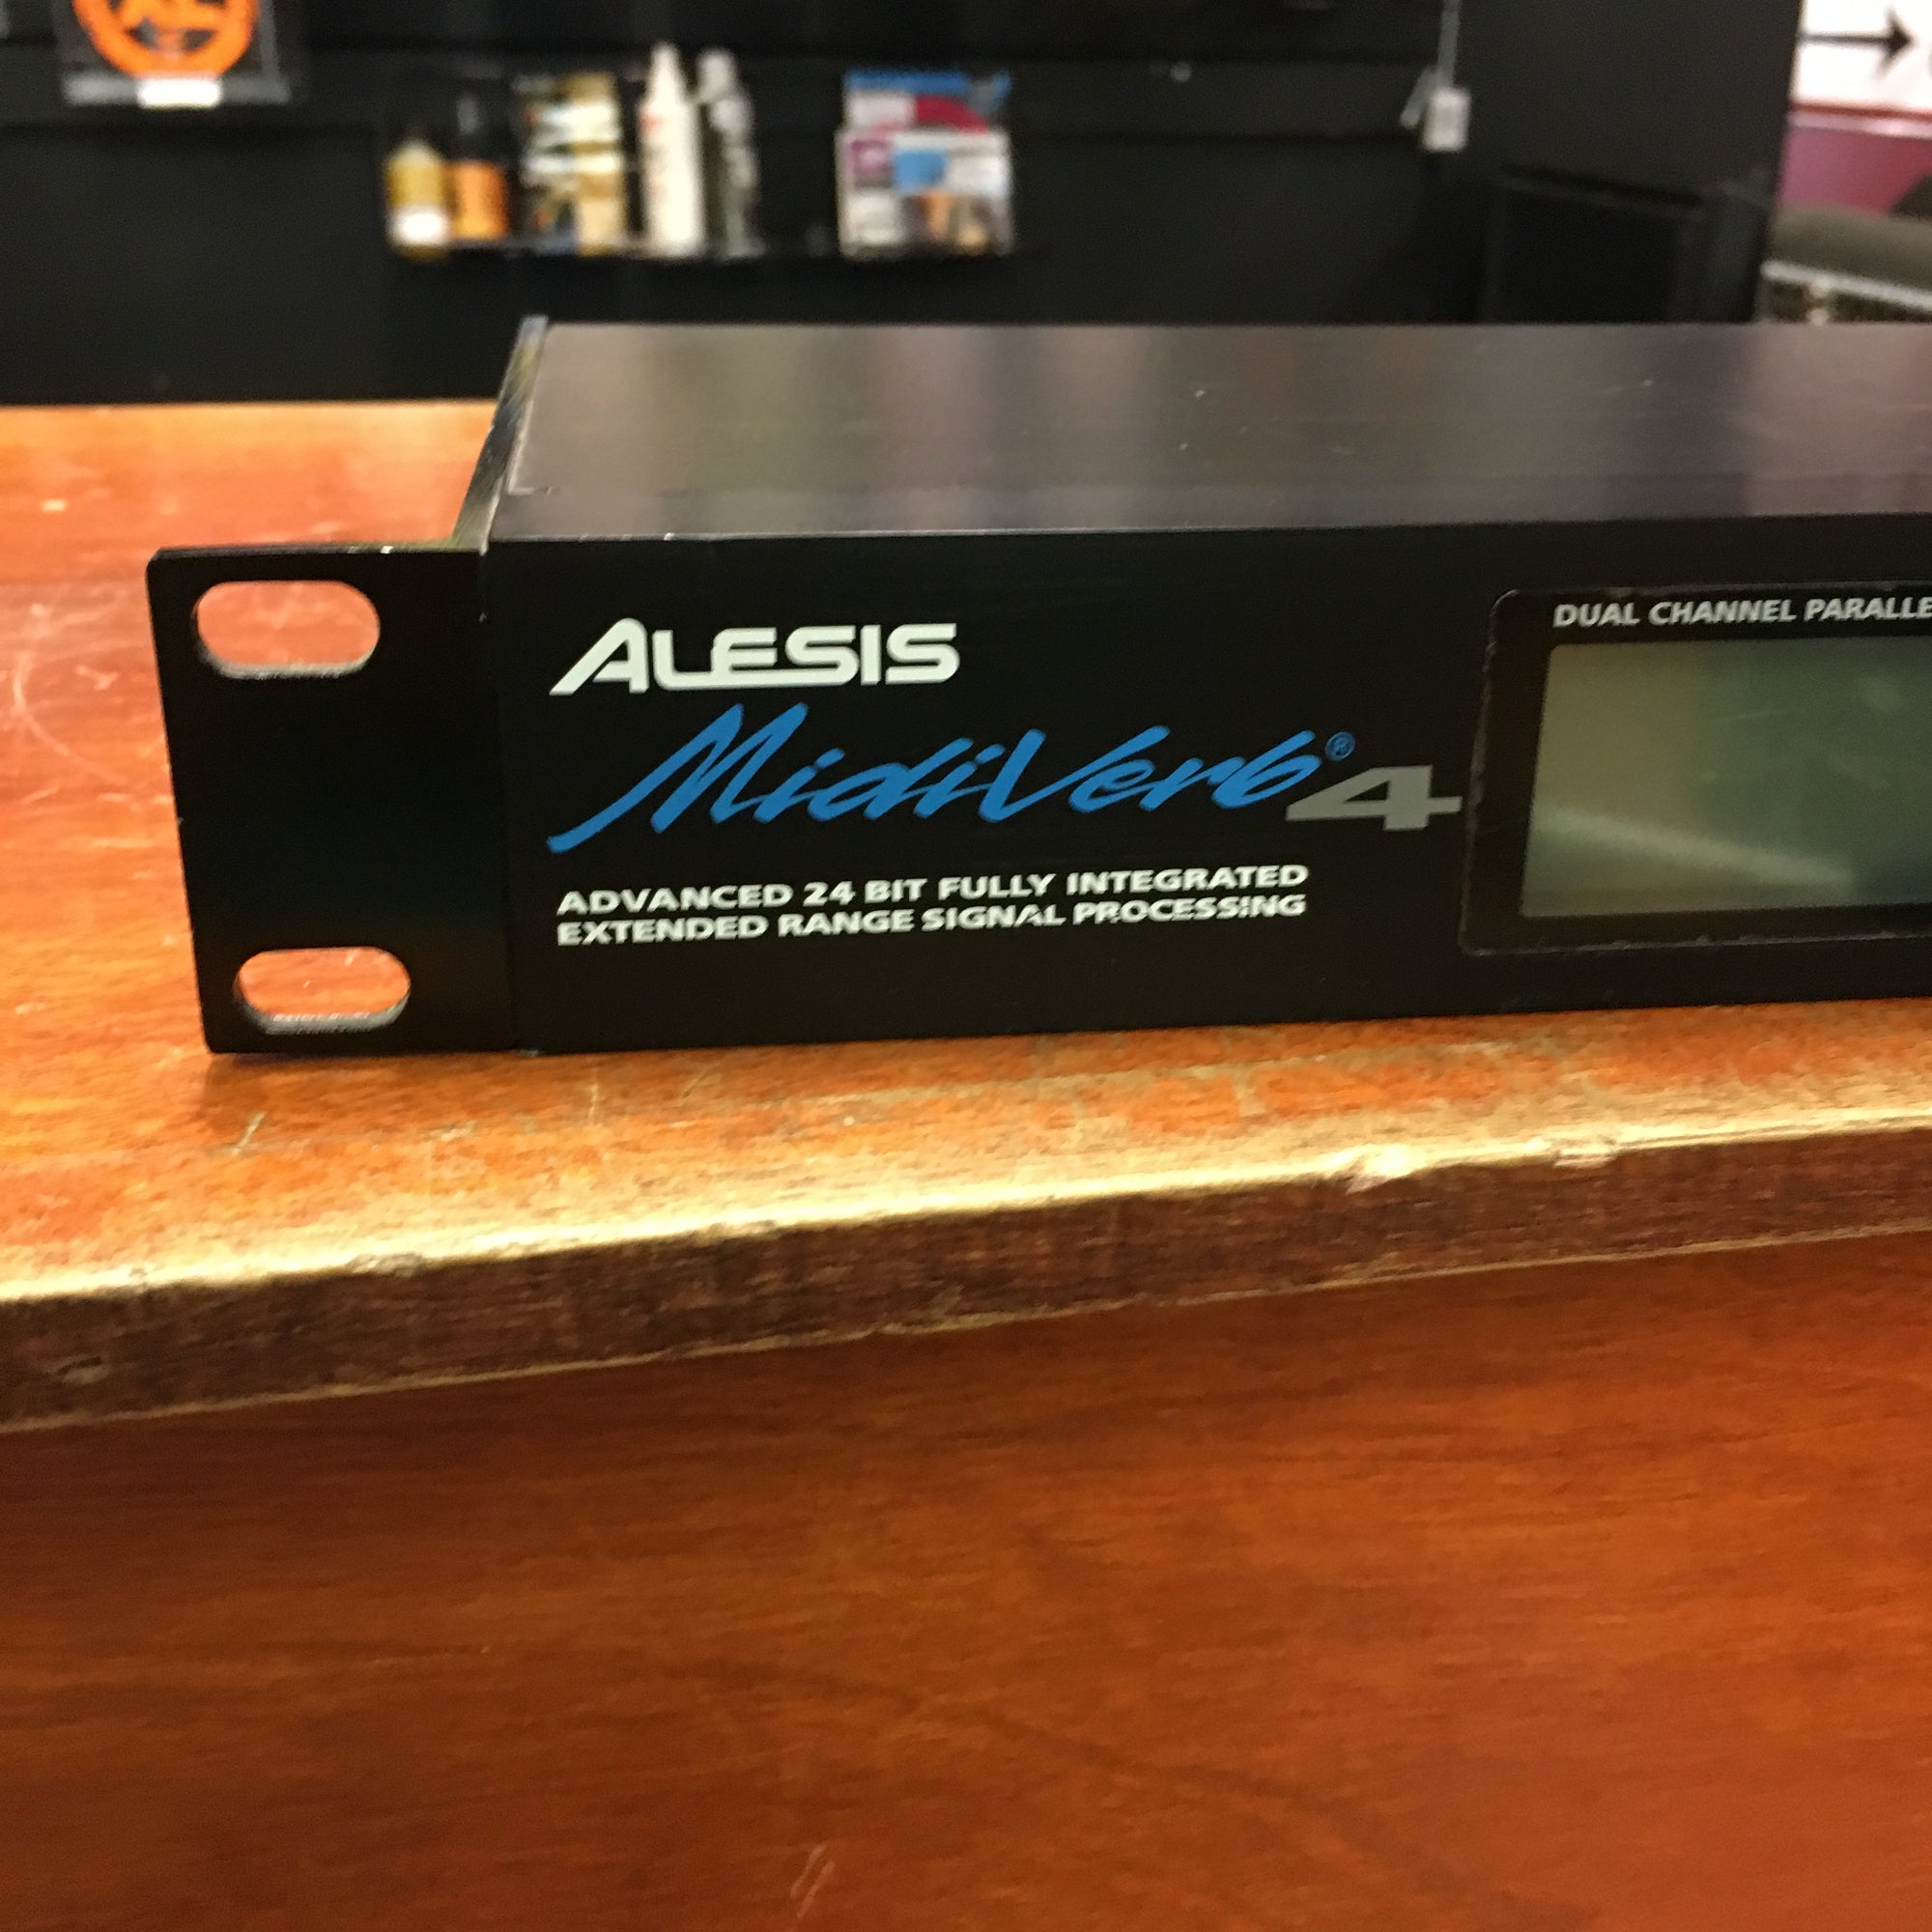 ALESIS
MidiVerb® 4
ADVANCED 24 BIT FULLY INTEGRATED
EXTENDED RANGE SIGNAL PROCESSING
DUAL CHANNEL PARALLE